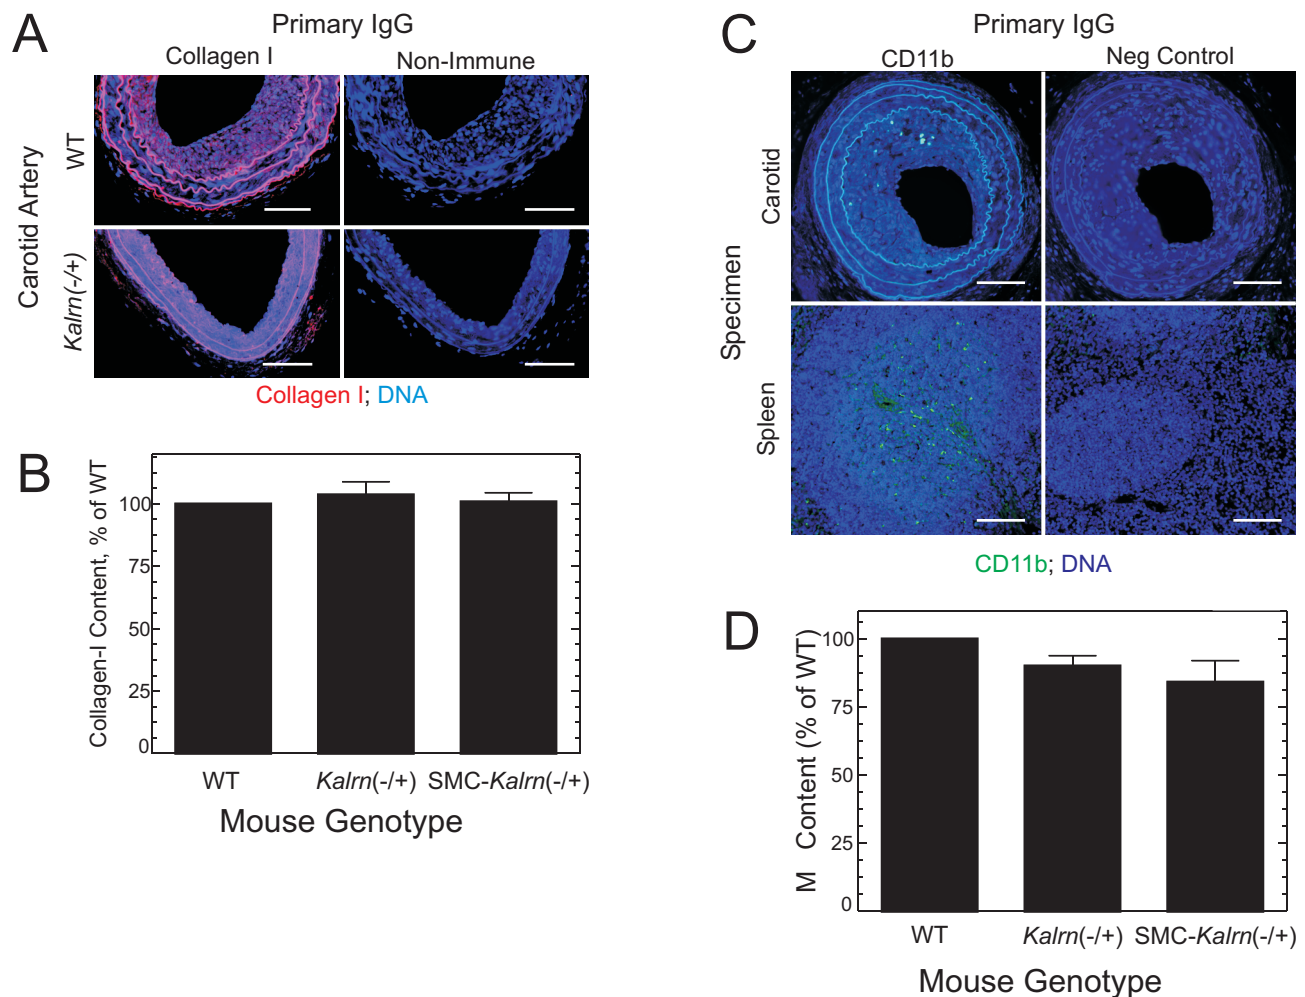 A
Primary IgG
Collagen I
Non-Immune
Carotid Artery
WT
Kalrn(-/+)
Collagen I; DNA
B
Collagen-I Content, % of WT
100
75
50
25
0
WT
Kalrn(-/+)
SMC-Kalrn(-/+)
Mouse Genotype
C
Primary IgG
CD11b
Neg Control
Specimen
Carotid
Spleen
CD11b; DNA
D
M Content (% of WT)
100
75
50
25
0
WT
Kalrn(-/+)
SMC-Kalrn(-/+)
Mouse Genotype